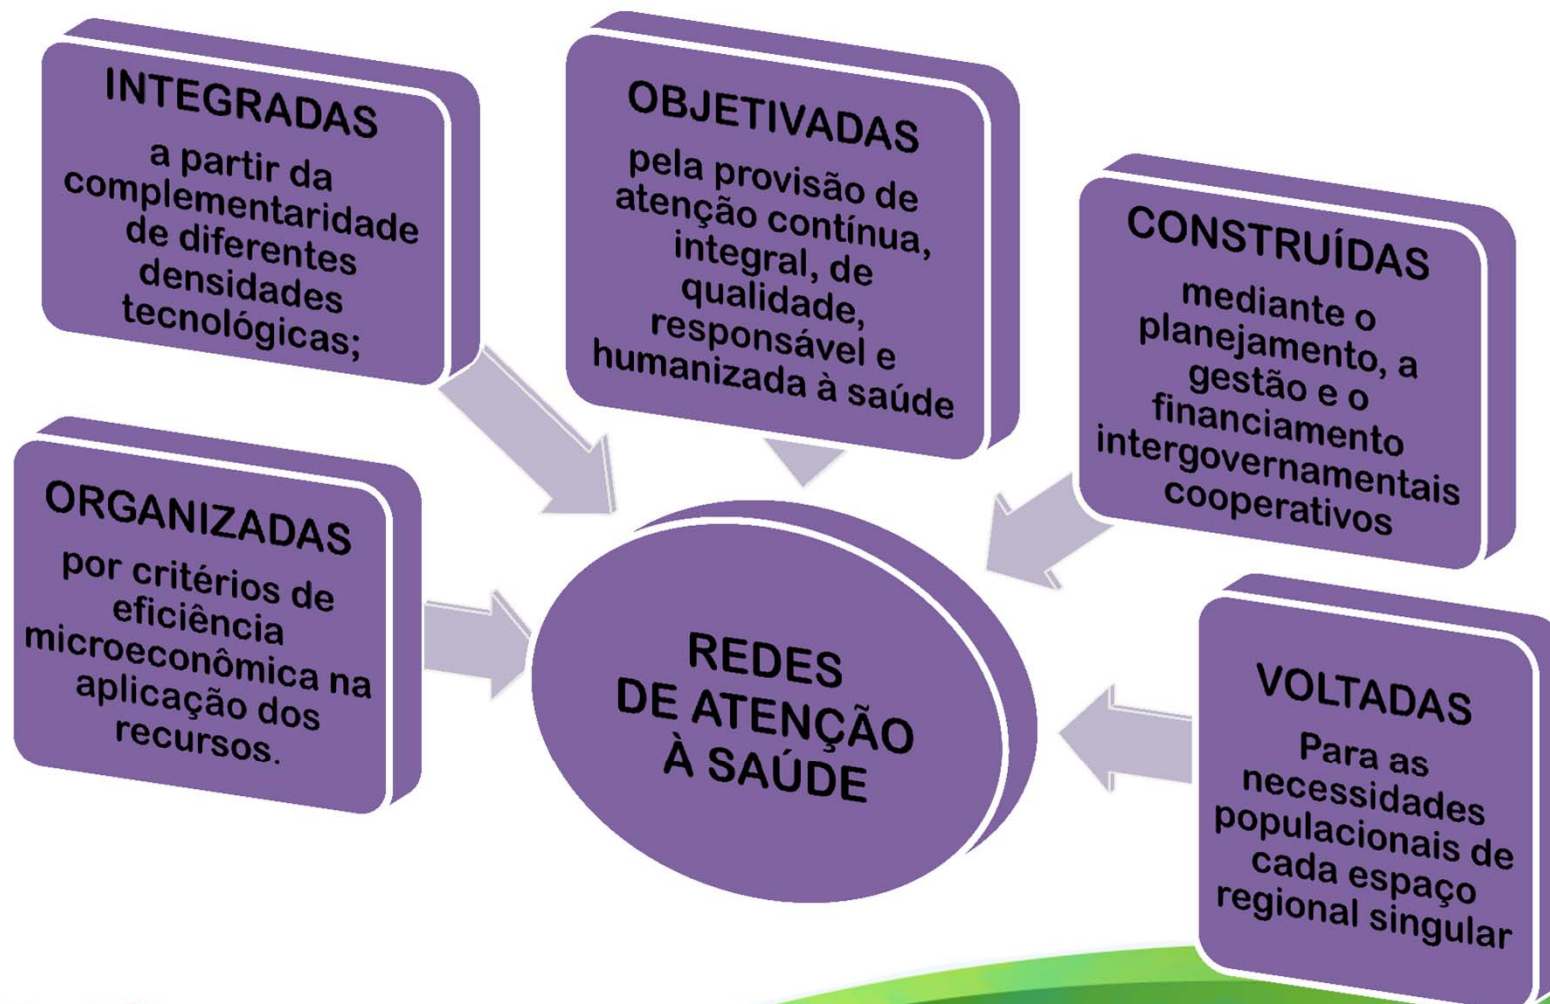 INTEGRADAS
a partir da
complementaridade
de diferentes
densidades
tecnológicas;
OBJETIVADAS
pela provisão de
atenção contínua,
integral, de
qualidade,
responsável e
humanizada à saúde
CONSTRUÍDAS
mediante o
planejamento, a
gestão e o
financiamento
intergovernamentais
cooperativos
ORGANIZADAS
por critérios de
eficiência
microeconômica na
aplicação dos
recursos.
REDES
DE ATENÇÃO
À SAÚDE
VOLTADAS
Para as
necessidades
populacionais de
cada espaço
regional singular